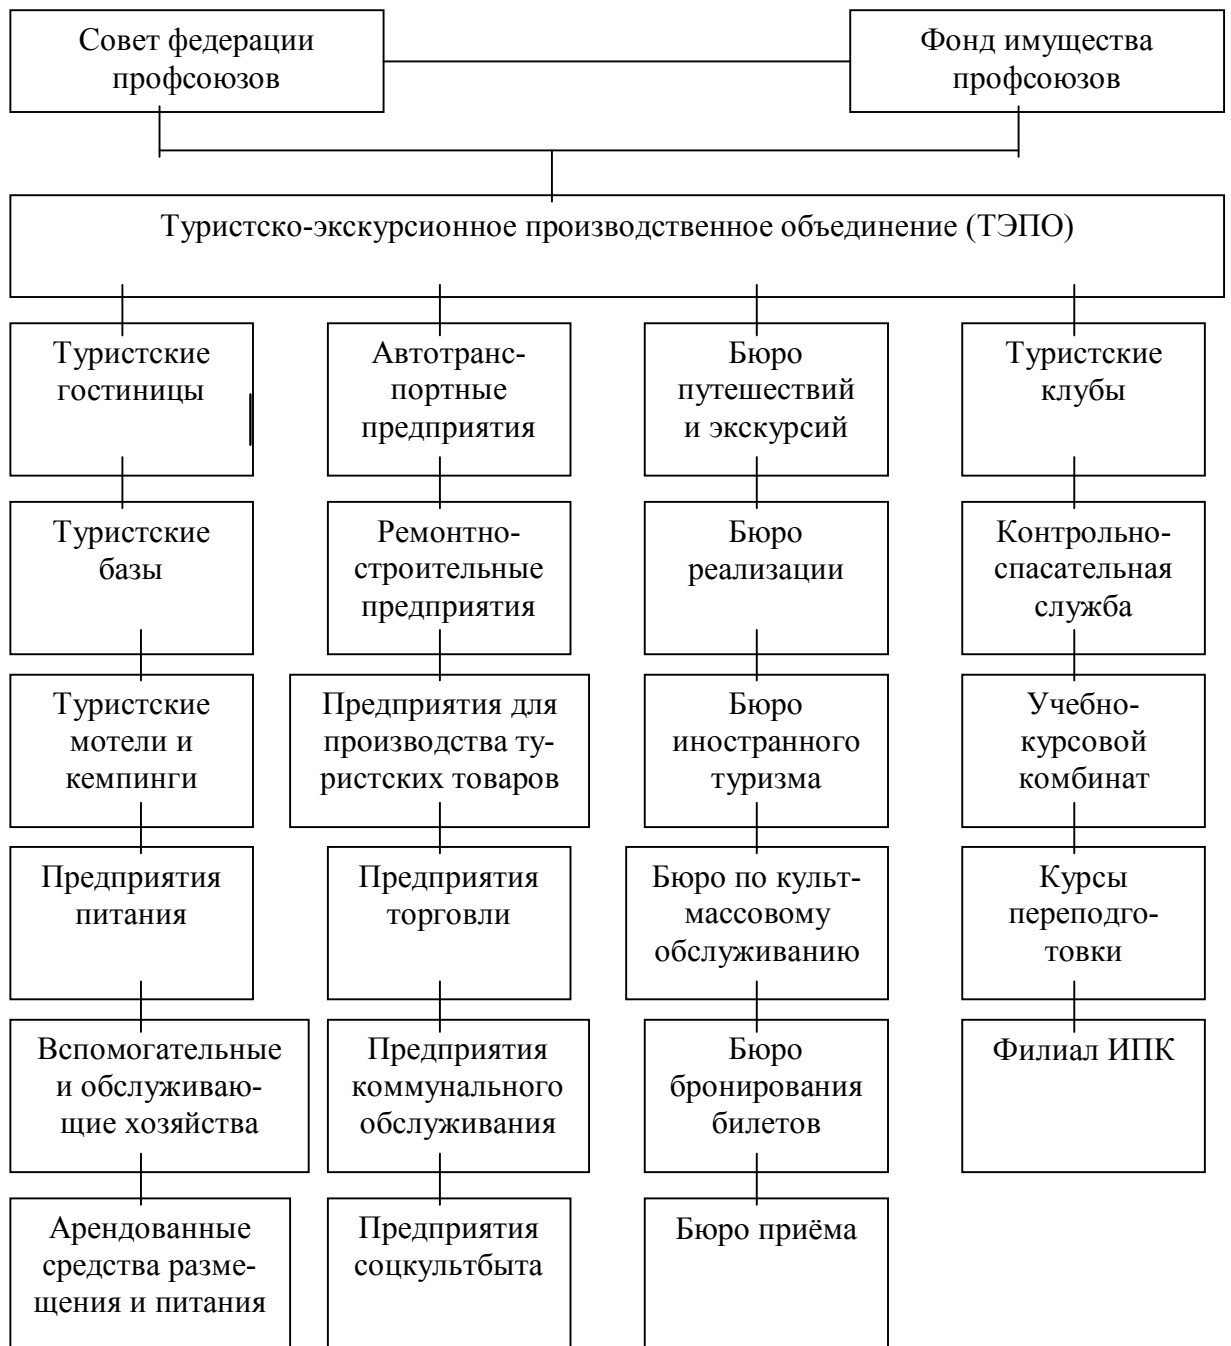 Совет федерации
профсоюзов
Фонд имущества
профсоюзов
Туристско-экскурсионное производственное объединение (ТЭПО)
Туристские
гостиницы
Автотранс-
портные
предприятия
Бюро
путешествий
и экскурсий
Туристские
клубы
Туристские
базы
Ремонтно-
строительные
предприятия
Бюро
реализации
Контрольно-
спасательная
служба
Туристские
мотели и
кемпинги
Предприятия для
производства ту-
ристских товаров
Бюро
иностранного
туризма
Учебно-
курсовой
комбинат
Предприятия
питания
Предприятия
торговли
Бюро по культ-
массовому
обслуживанию
Курсы
переподго-
товки
Вспомогательные
и обслуживаю-
щие хозяйства
Предприятия
коммунального
обслуживания
Бюро
бронирования
билетов
Филиал ИПК
Арендованные
средства разме-
щения и питания
Предприятия
соцкультбыта
Бюро приёма